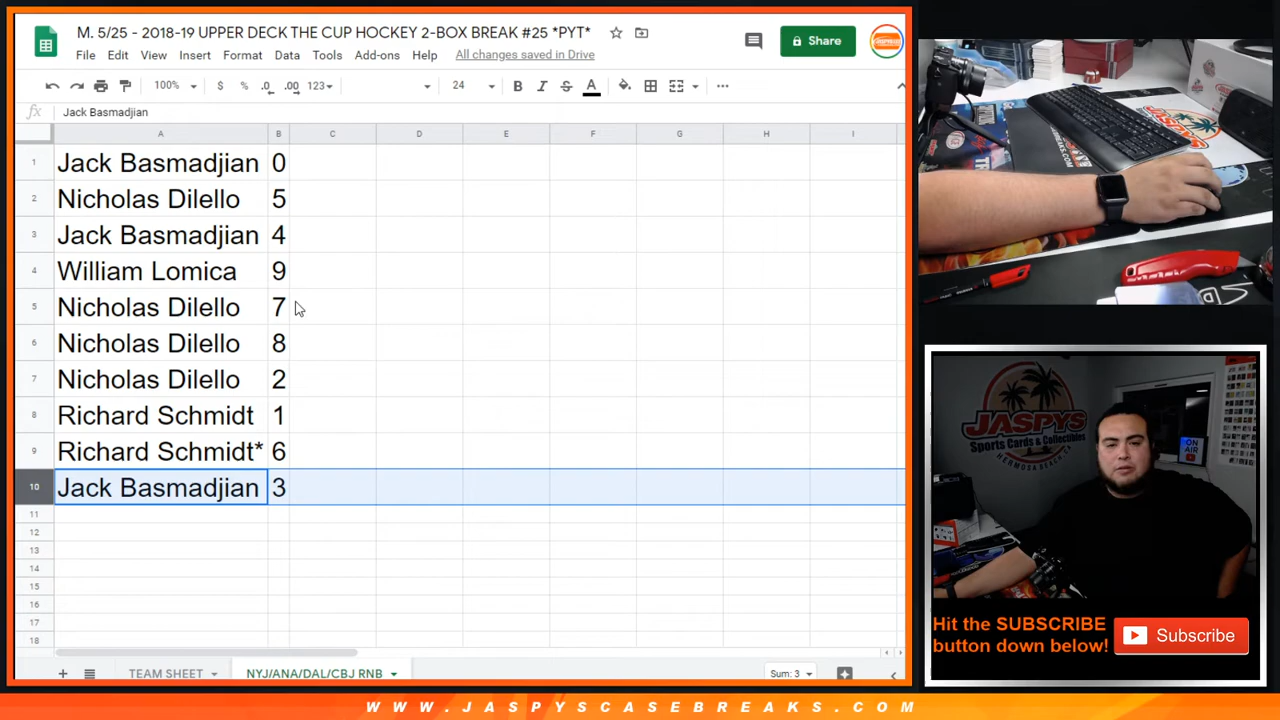 M. 5/25 - 2018-19 UPPER DECK THE CUP HOCKEY 2-BOX BREAK #25 *PYT*
File Edit View Insert Format Data Tools Add-ons Help All changes saved in Drive
Share
100% $ % .0 .00 123 24 B I S A
fx Jack Basmadjian
A B C D E F G H I
1 Jack Basmadjian 0
2 Nicholas Dilello 5
3 Jack Basmadjian 4
4 William Lomica 9
5 Nicholas Dilello 7
6 Nicholas Dilello 8
7 Nicholas Dilello 2
8 Richard Schmidt 1
9 Richard Schmidt* 6
10 Jack Basmadjian 3
11
12
13
14
15
16
17
18
TEAM SHEET NYJ/ANA/DAL/CBJ RNB Sum: 3
JASPYS
Sports Cards & Collectibles
HERMOSA BEACH
ON AIR
Hit the SUBSCRIBE
button down below!
Subscribe
WWW.JASPYSCASEBREAKS.COM